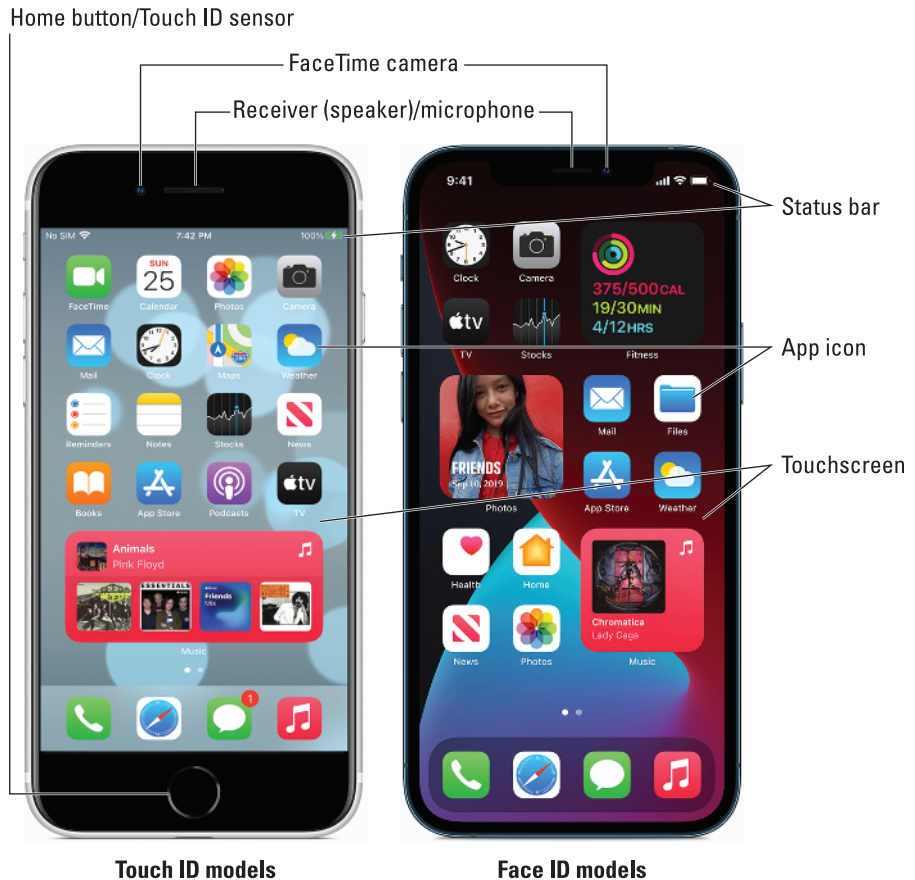 Home button/Touch ID sensor
FaceTime camera
Receiver (speaker)/microphone
Status bar
App icon
Touchscreen
No SIM
7:42 PM
100%
FaceTime
SUN
25
Calendar
Photos
Camera
Mail
Clock
Maps
280
Weather
Reminders
Notes
Stocks
News
Books
App Store
Podcasts
tv
TV
Animals
Pink Floyd
ESSENTIALS
Friends
Mix
Music
1
9:41
Clock
Camera
375/500CAL
19/30MIN
4/12HRS
Fitness
tv
TV
Stocks
FRIENDS
Sep 10, 2019
Photos
Mail
Files
App Store
Weather
Health
Home
News
Photos
Chromatica
Lady Gaga
Music
Touch ID models
Face ID models